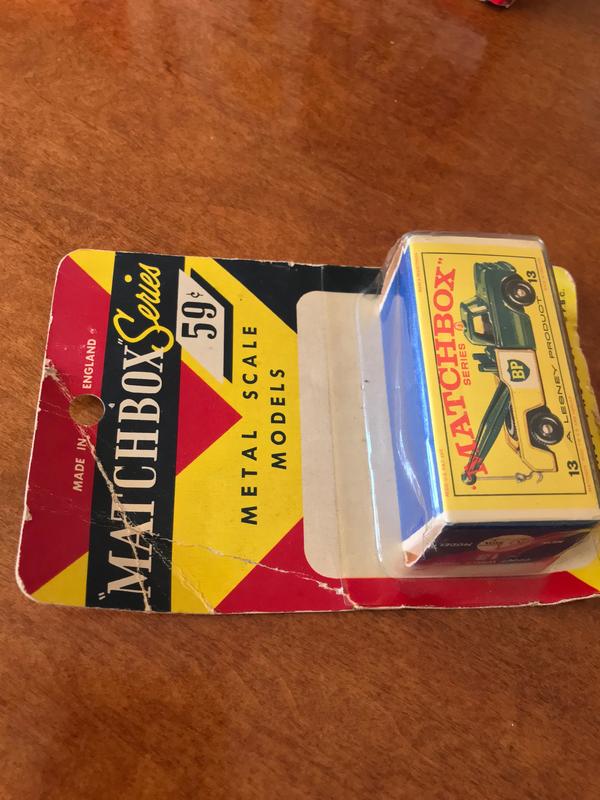 MADE IN ENGLAND
"MATCHBOX" Series
59¢
METAL SCALE
MODELS
"MATCHBOX"
SERIES
BP
13
13
A LESNEY PRODUCT